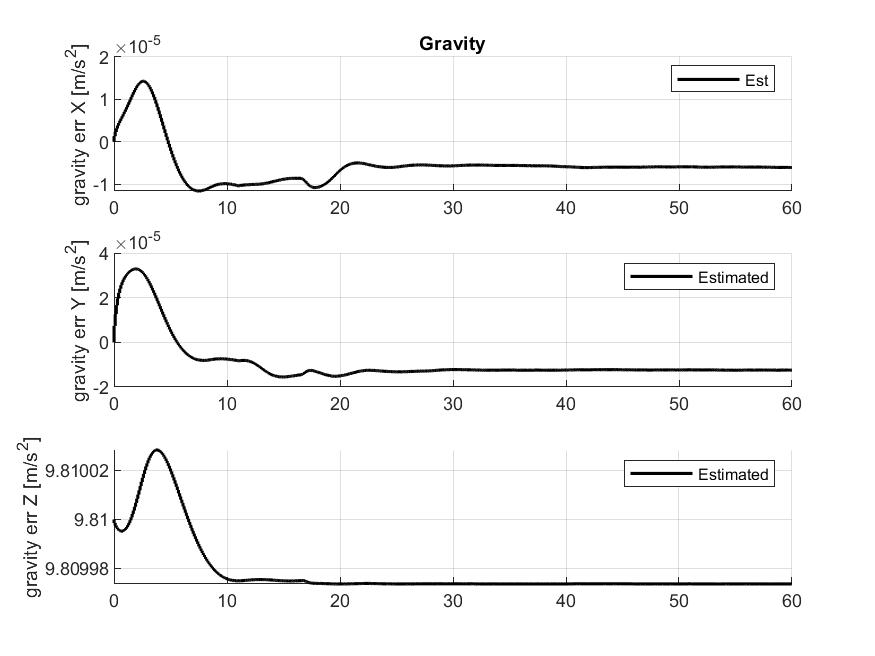 Gravity
×10-5
gravity err X [m/s2]
2
1
0
-1
Est
0 10 20 30 40 50 60
×10-5
gravity err Y [m/s2]
4
2
0
-2
Estimated
0 10 20 30 40 50 60
gravity err Z [m/s2]
9.81002
9.81
9.80998
Estimated
0 10 20 30 40 50 60